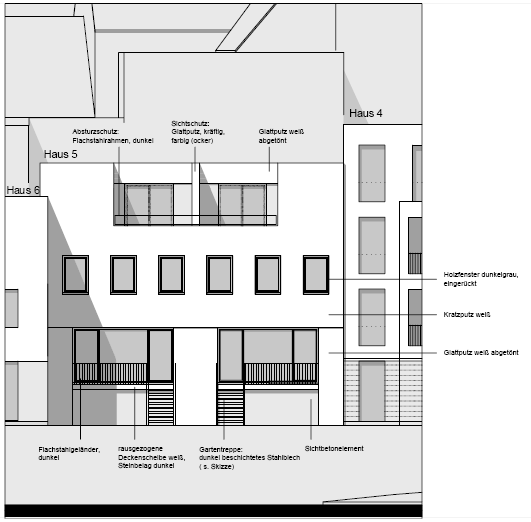 Haus 4
Sichtschutz:
Glattputz, kräftig,
farbig (ocker)
Absturzschutz:
Flachstahlrahmen, dunkel
Glattputz weiß
abgetönt
Haus 5
Haus 6
Holzfenster dunkelgrau,
eingerückt
Kratzputz weiß
Glattputz weiß abgetönt
Flachstahlgeländer,
dunkel
rausgezogene
Deckenscheibe weiß,
Steinbelag dunkel
Gartentreppe:
dunkel beschichtetes Stahlblech
( s. Skizze)
Sichtbetonelement